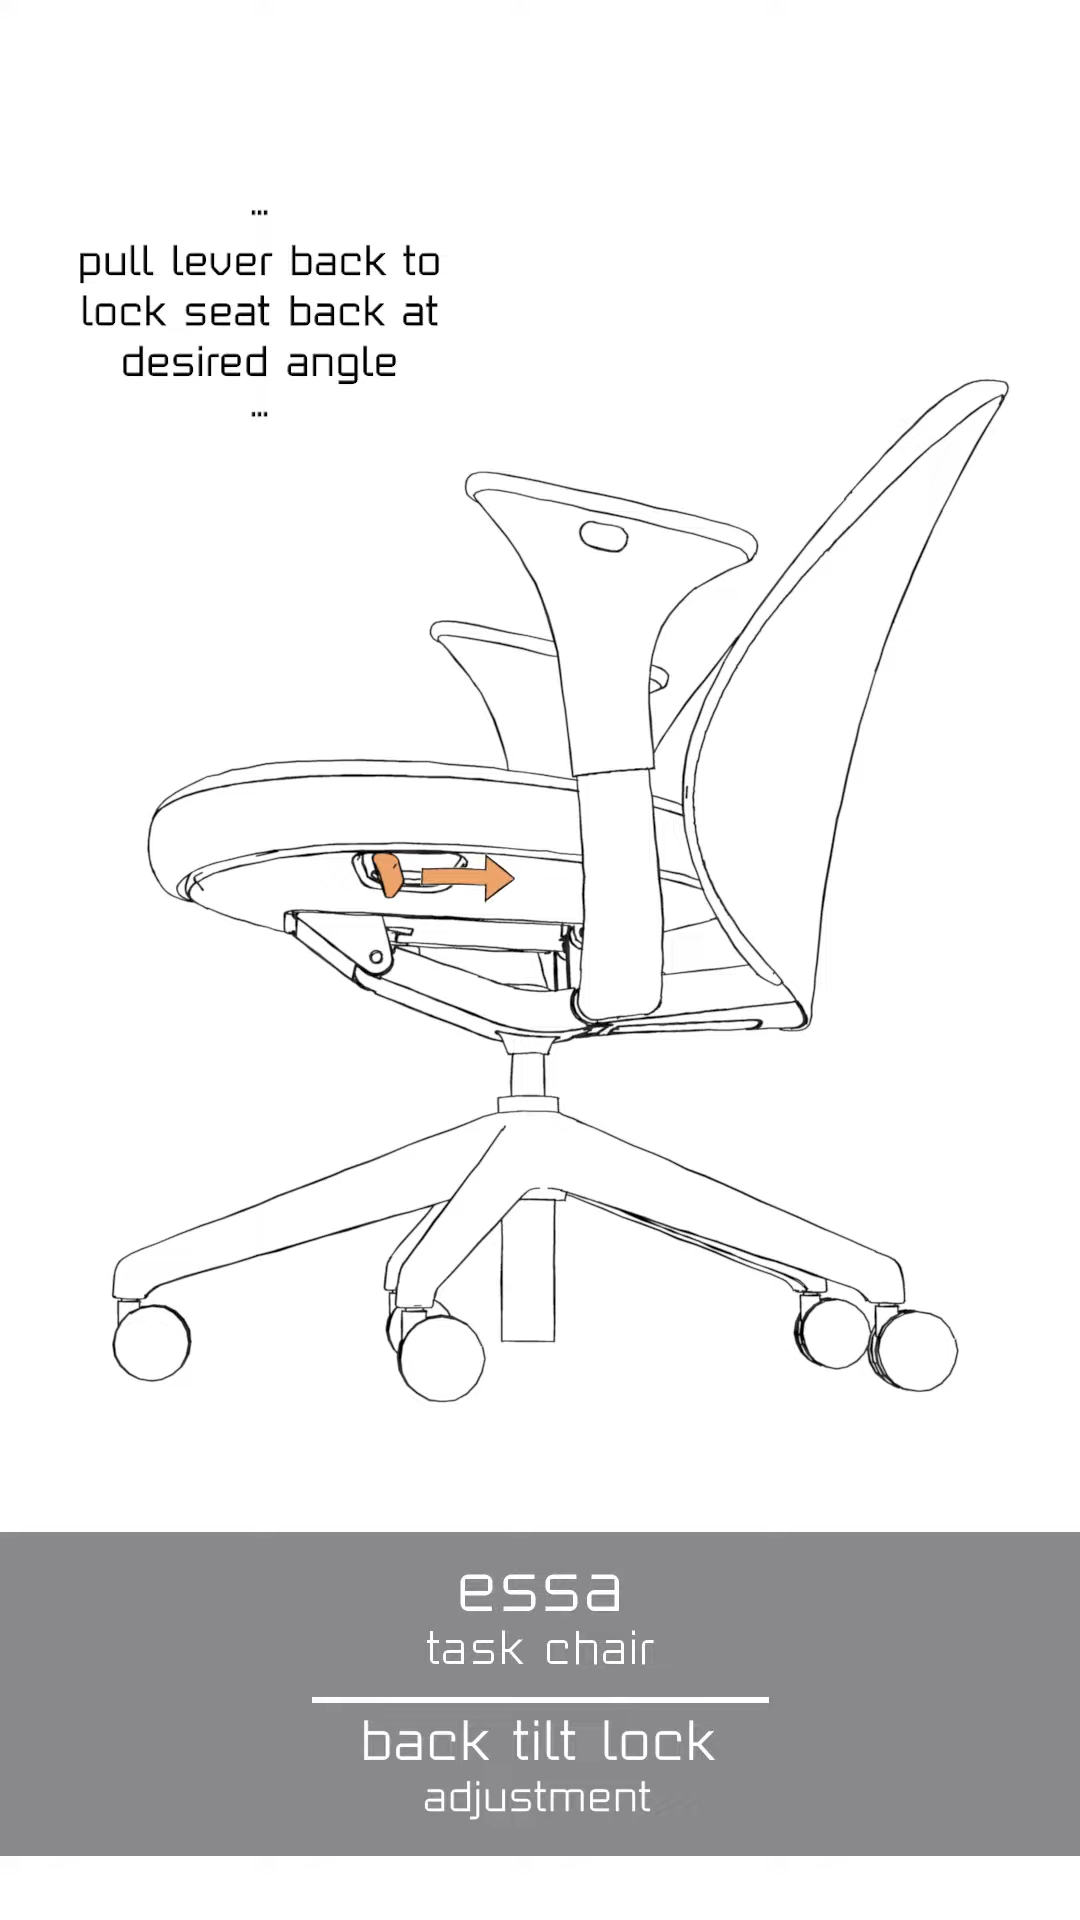 ...
pull lever back to
lock seat back at
desired angle
...
essa
task chair
back tilt lock
adjustment